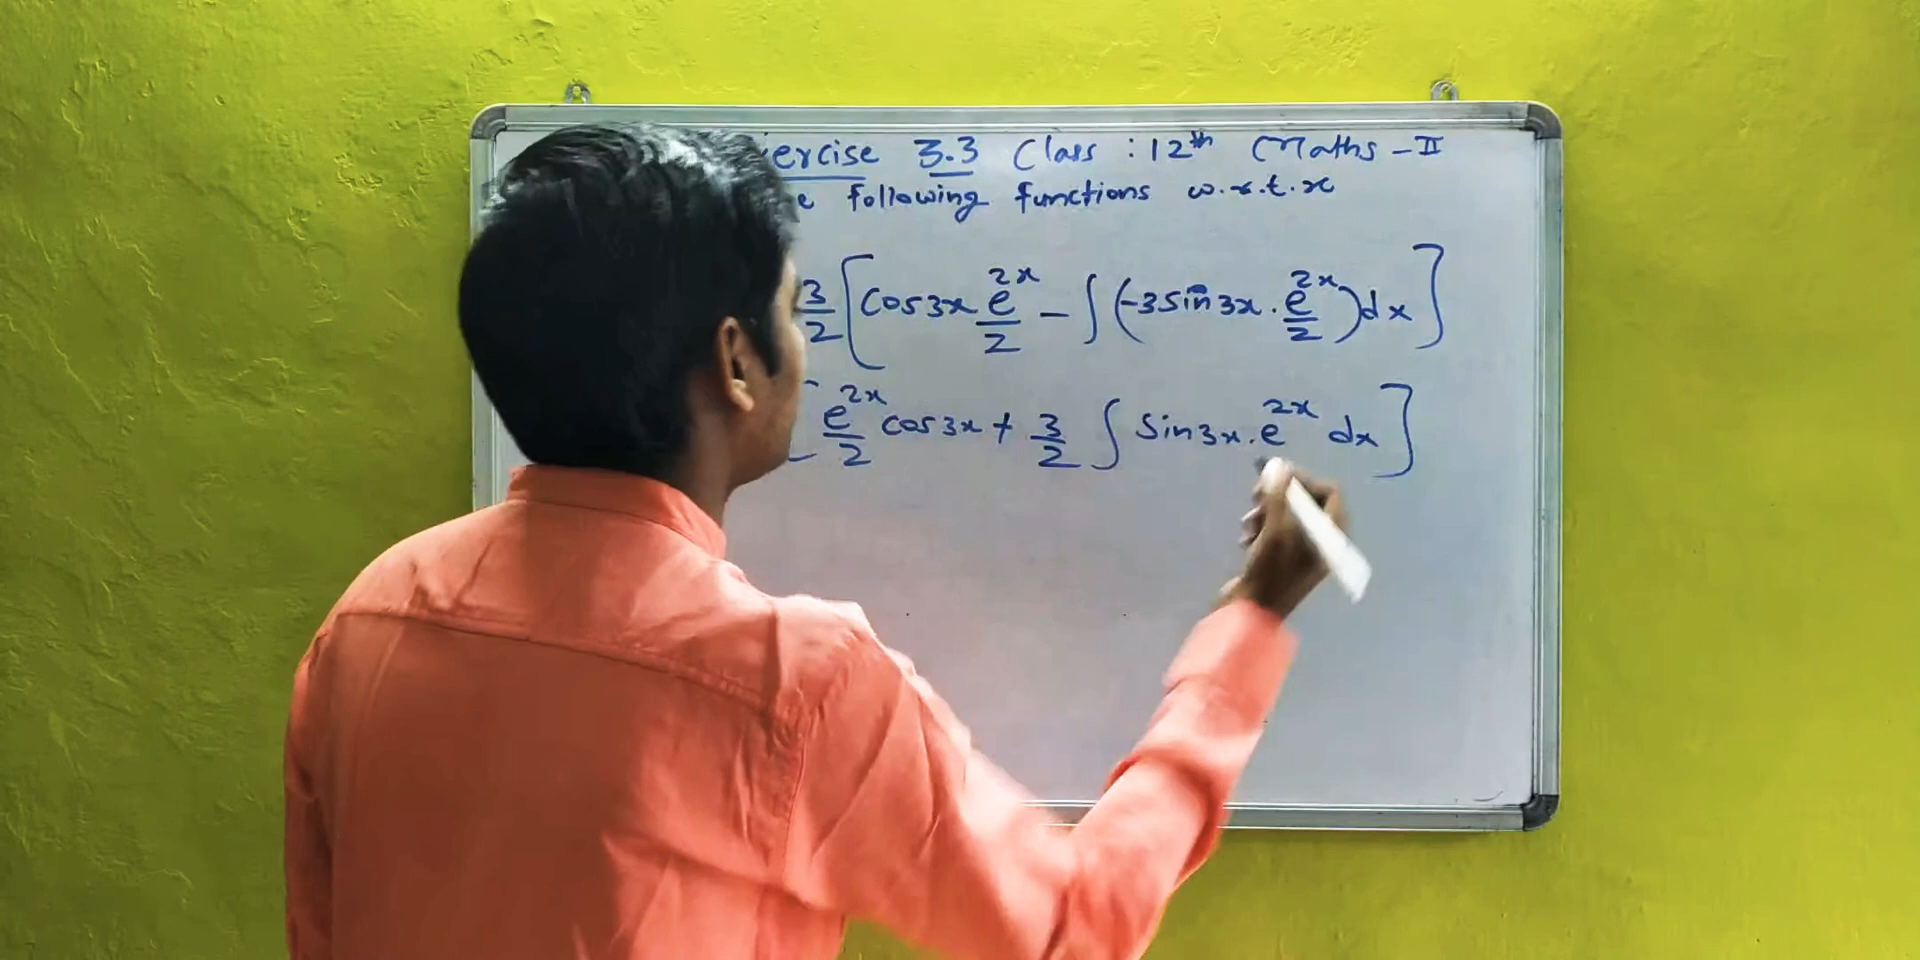 ercise 3.3 Class : 12th Maths - II
e following functions w.r.t.x
3/2 [cos3x e^2x/2 - ∫(-3sin3x . e^2x/2)dx]
[e^2x/2 cos3x + 3/2 ∫ Sin3x . e^2x dx]